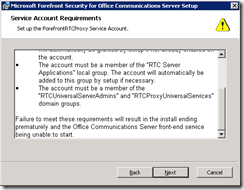 Microsoft Forefront Security for Office Communications Server Setup
Service Account Requirements
Set up the ForefrontRTCProxy Service Account.
the account.
The account must be a member of the "RTC Server
Applications" local group. The account will automatically be
added to this group by setup if necessary.
The account must be a member of the
"RTCUniversalServerAdmins" and "RTCProxyUniversalServices"
domain groups.
Failure to meet these requirements will result in the install ending
prematurely and the Office Communications Server front-end service
being unable to start.
Back
Next
Cancel